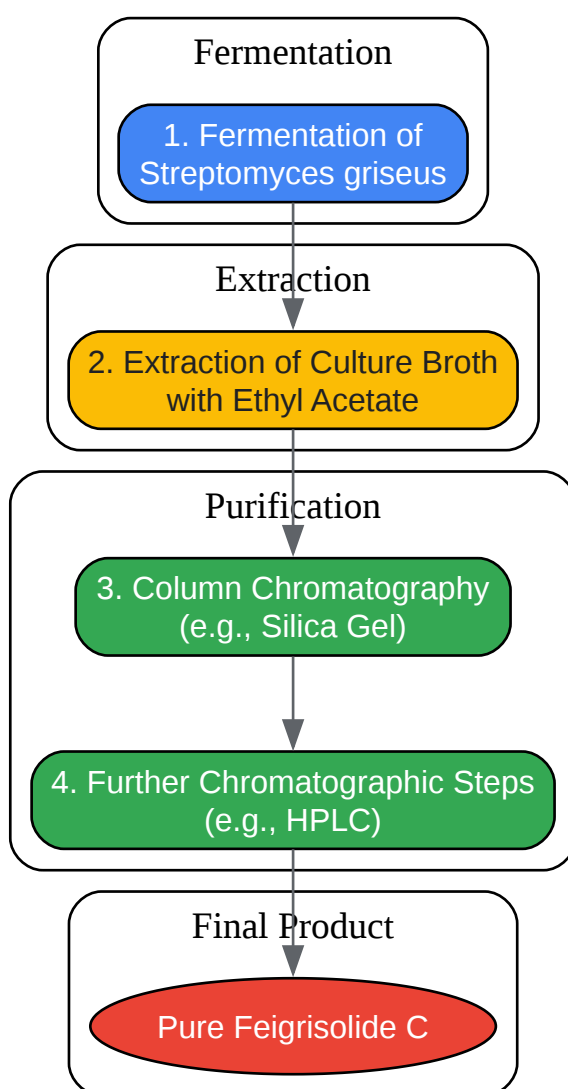 Fermentation
1. Fermentation of
Streptomyces griseus
Extraction
2. Extraction of Culture Broth
with Ethyl Acetate
Purification
3. Column Chromatography
(e.g., Silica Gel)
4. Further Chromatographic Steps
(e.g., HPLC)
Final Product
Pure Feigrisolide C